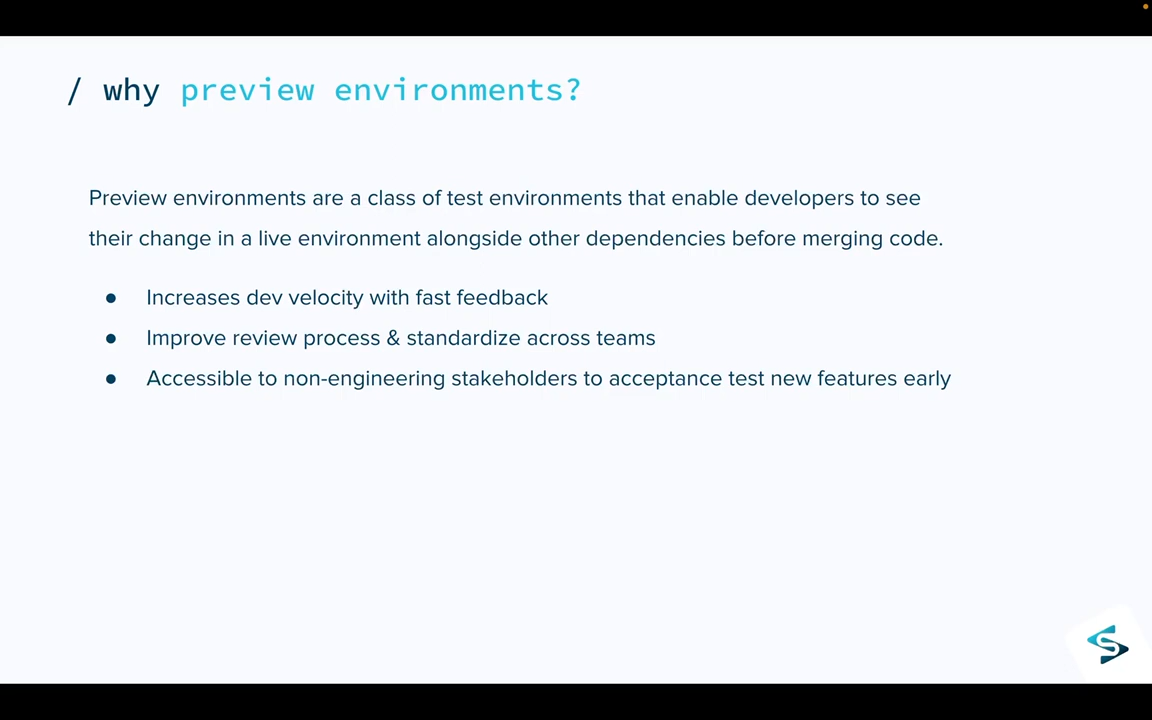 / why preview environments?
Preview environments are a class of test environments that enable developers to see
their change in a live environment alongside other dependencies before merging code.
● Increases dev velocity with fast feedback
● Improve review process & standardize across teams
● Accessible to non-engineering stakeholders to acceptance test new features early